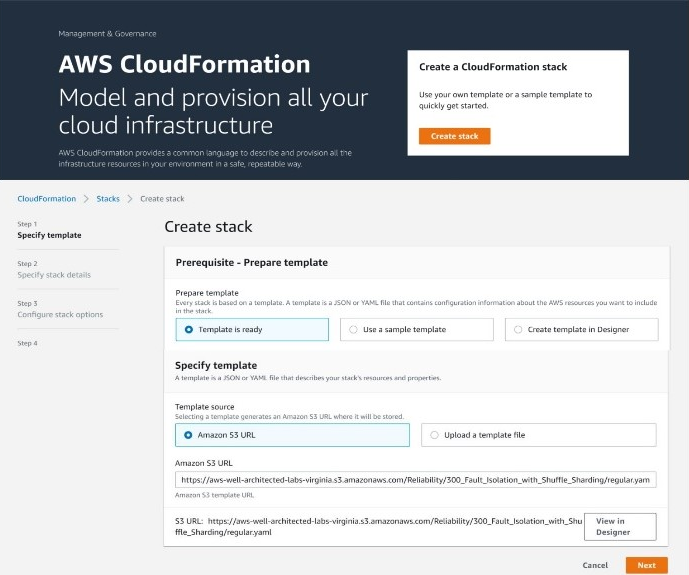 Management & Governance
AWS CloudFormation
Model and provision all your
cloud infrastructure
AWS CloudFormation provides a common language to describe and provision all the
infrastructure resources in your environment in a safe, repeatable way.
Create a CloudFormation stack
Use your own template or a sample template to
quickly get started.
Create stack
CloudFormation > Stacks > Create stack
Step 1
Specify template
Step 2
Specify stack details
Step 3
Configure stack options
Step 4
Create stack
Prerequisite - Prepare template
Prepare template
Every stack is based on a template. A template is a JSON or YAML file that contains configuration information about the AWS resources you want to include
in the stack.
Template is ready
Use a sample template
Create template in Designer
Specify template
A template is a JSON or YAML file that describes your stack's resources and properties.
Template source
Selecting a template generates an Amazon S3 URL where it will be stored.
Amazon S3 URL
Upload a template file
Amazon S3 URL
https://aws-well-architected-labs-virginia.s3.amazonaws.com/Reliability/300_Fault_Isolation_with_Shuffle_Sharding/regular.yam
Amazon S3 template URL
S3 URL: https://aws-well-architected-labs-virginia.s3.amazonaws.com/Reliability/300_Fault_Isolation_with_Shu
ffle_Sharding/regular.yaml
View in
Designer
Cancel
Next